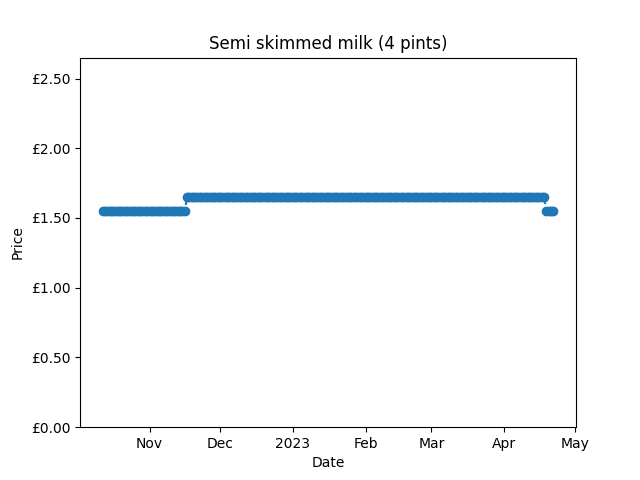 Semi skimmed milk (4 pints)
£2.50
£2.00
£1.50
£1.00
£0.50
£0.00
Price
Nov Dec 2023 Feb Mar Apr May
Date